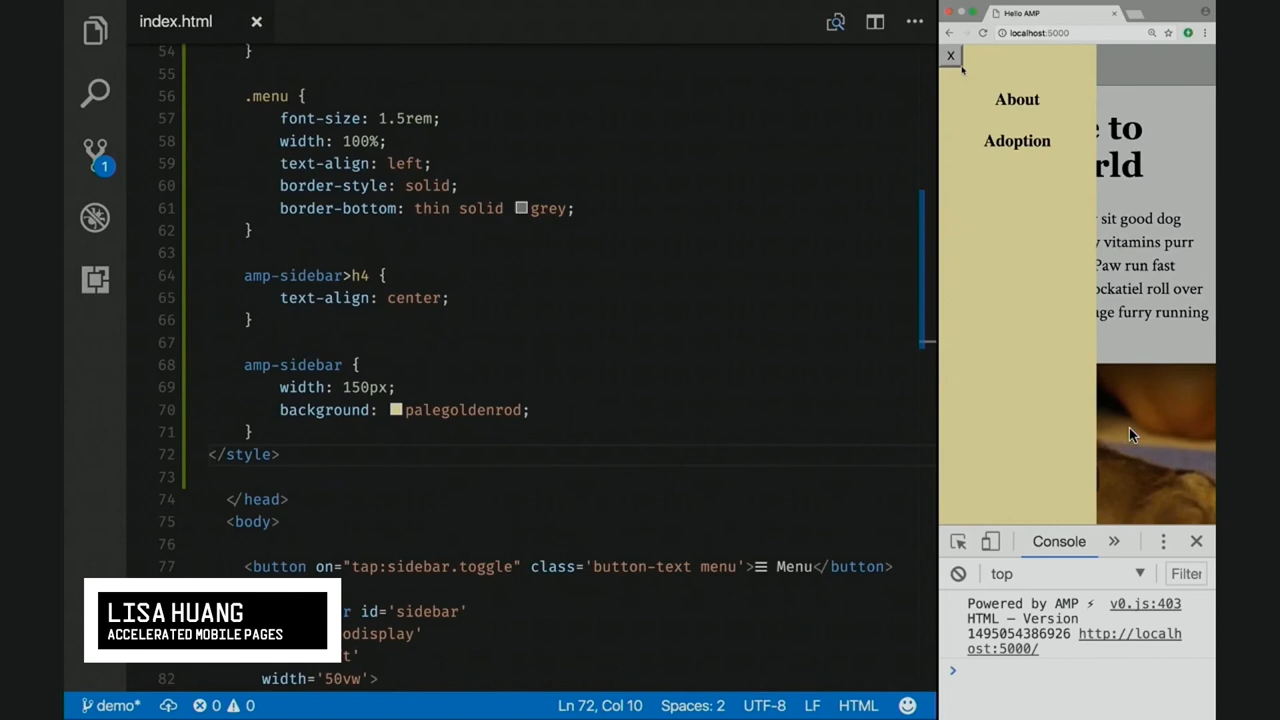 index.html
54 }
55
56 .menu {
57 font-size: 1.5rem;
58 width: 100%;
59 text-align: left;
60 border-style: solid;
61 border-bottom: thin solid grey;
62 }
63
64 amp-sidebar>h4 {
65 text-align: center;
66 }
67
68 amp-sidebar {
69 width: 150px;
70 background: palegoldenrod;
71 }
72 </style>
73
74 </head>
75 <body>
76
77 <button on="tap:sidebar.toggle" class='button-text menu'>☰ Menu</button>
r id='sidebar'
odisplay'
t'
82 width='50vw'>
LISA HUANG
ACCELERATED MOBILE PAGES
1
demo*
0 0
Ln 72, Col 10
Spaces: 2
UTF-8
LF
HTML
Hello AMP
localhost:5000
X
About
Adoption
e to
rld
sit good dog
vitamins purr
Paw run fast
ockatiel roll over
ge furry running
Console
top
Filter
Powered by AMP ⚡ v0.js:403
HTML – Version
1495054386926 http://localh
ost:5000/